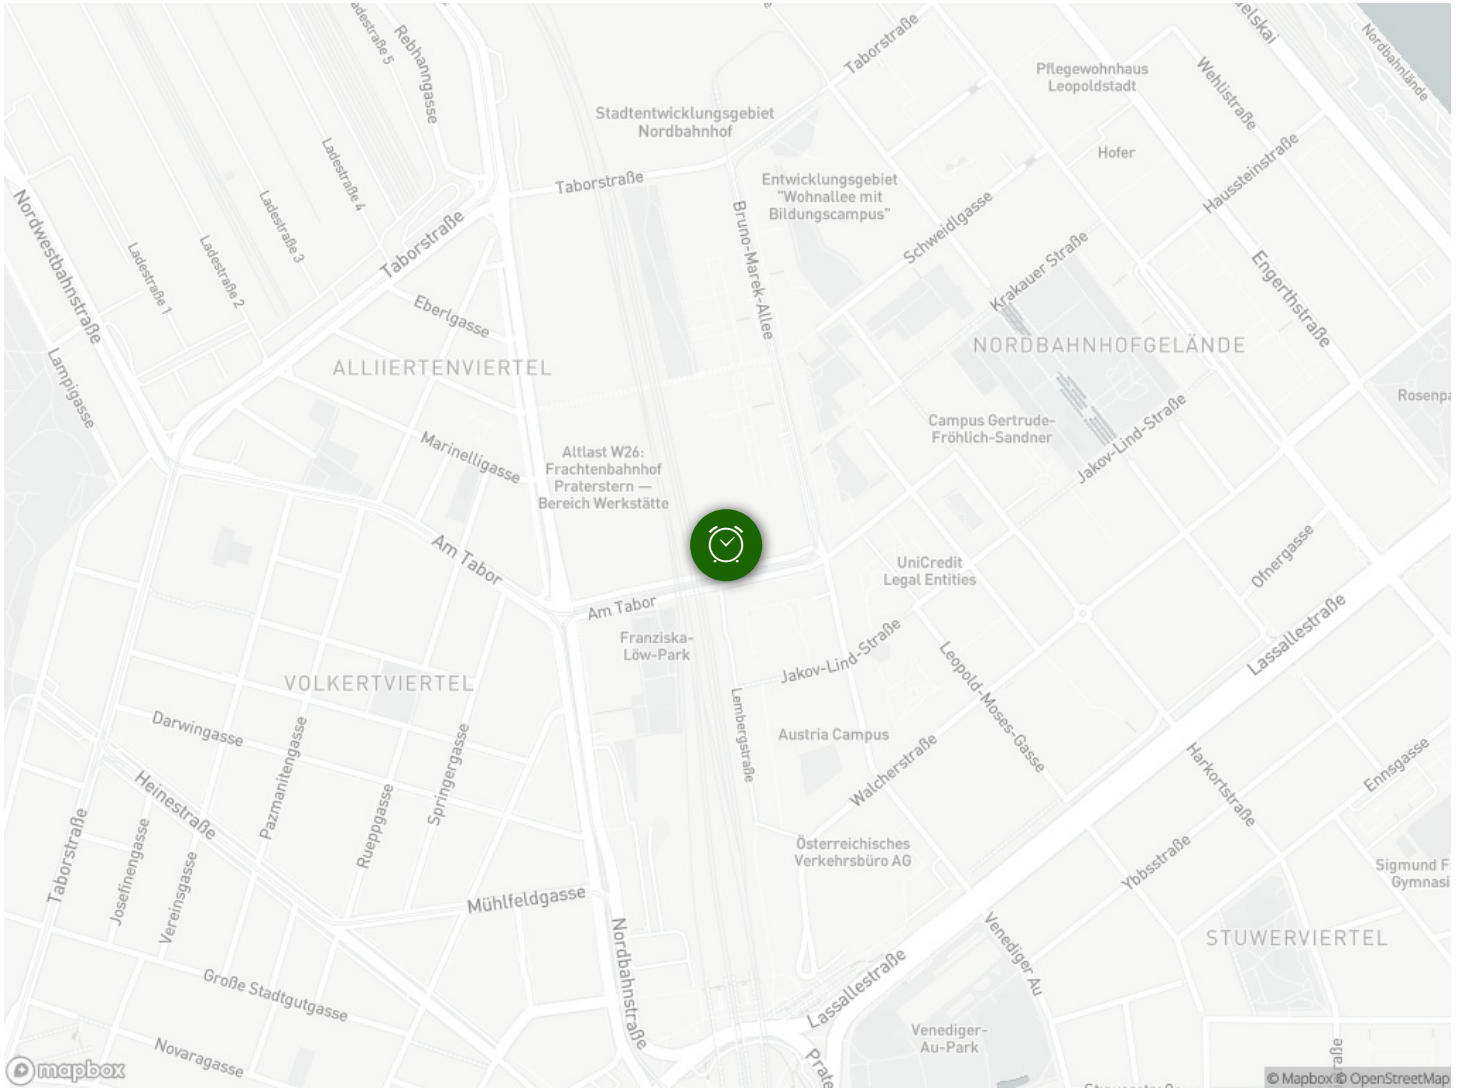 Ladestraße 5
Rebhanngasse
Taborstraße
elskai
Nordbahnlände
Pflegewohnhaus
Leopoldstadt
Wehlistraße
Stadtentwicklungsgebiet
Nordbahnhof
Hofer
Haussteinstraße
Ladestraße 4
Taborstraße
Entwicklungsgebiet
"Wohnallee mit
Bildungscampus"
Schweidlgasse
Nordwestbahnstraße
Ladestraße 3
Taborstraße
Bruno-Marek-Allee
Krakauer Straße
Engerthstraße
Ladestraße 1
Ladestraße 2
Eberlgasse
NORDBAHNHOFGELÄNDE
ALLIIERTENVIERTEL
Lampigasse
Rosenpa
Campus Gertrude-
Fröhlich-Sandner
Jakov-Lind-Straße
Marinelligasse
Altlast W26:
Frachtenbahnhof
Praterstern —
Bereich Werkstätte
Am Tabor
UniCredit
Legal Entities
Ofnergasse
Am Tabor
Franziska-
Löw-Park
Jakov-Lind-Straße
Leopold-Moses-Gasse
Lassallestraße
VOLKERTVIERTEL
Darwingasse
Pazmanitengasse
Springergasse
Lembergstraße
Austria Campus
Walcherstraße
Harkortstraße
Ennsgasse
Heinestraße
Taborstraße
Josefinengasse
Vereinsgasse
Rueppgasse
Österreichisches
Verkehrsbüro AG
Ybbsstraße
Sigmund F
Gymnasi
Mühlfeldgasse
Nordbahnstraße
Venediger Au
STUWERVIERTEL
Große Stadtgutgasse
Lassallestraße
Novaragasse
Venediger-
Au-Park
Prate
raße
Stuwerstraße
mapbox
© Mapbox © OpenStreetMap